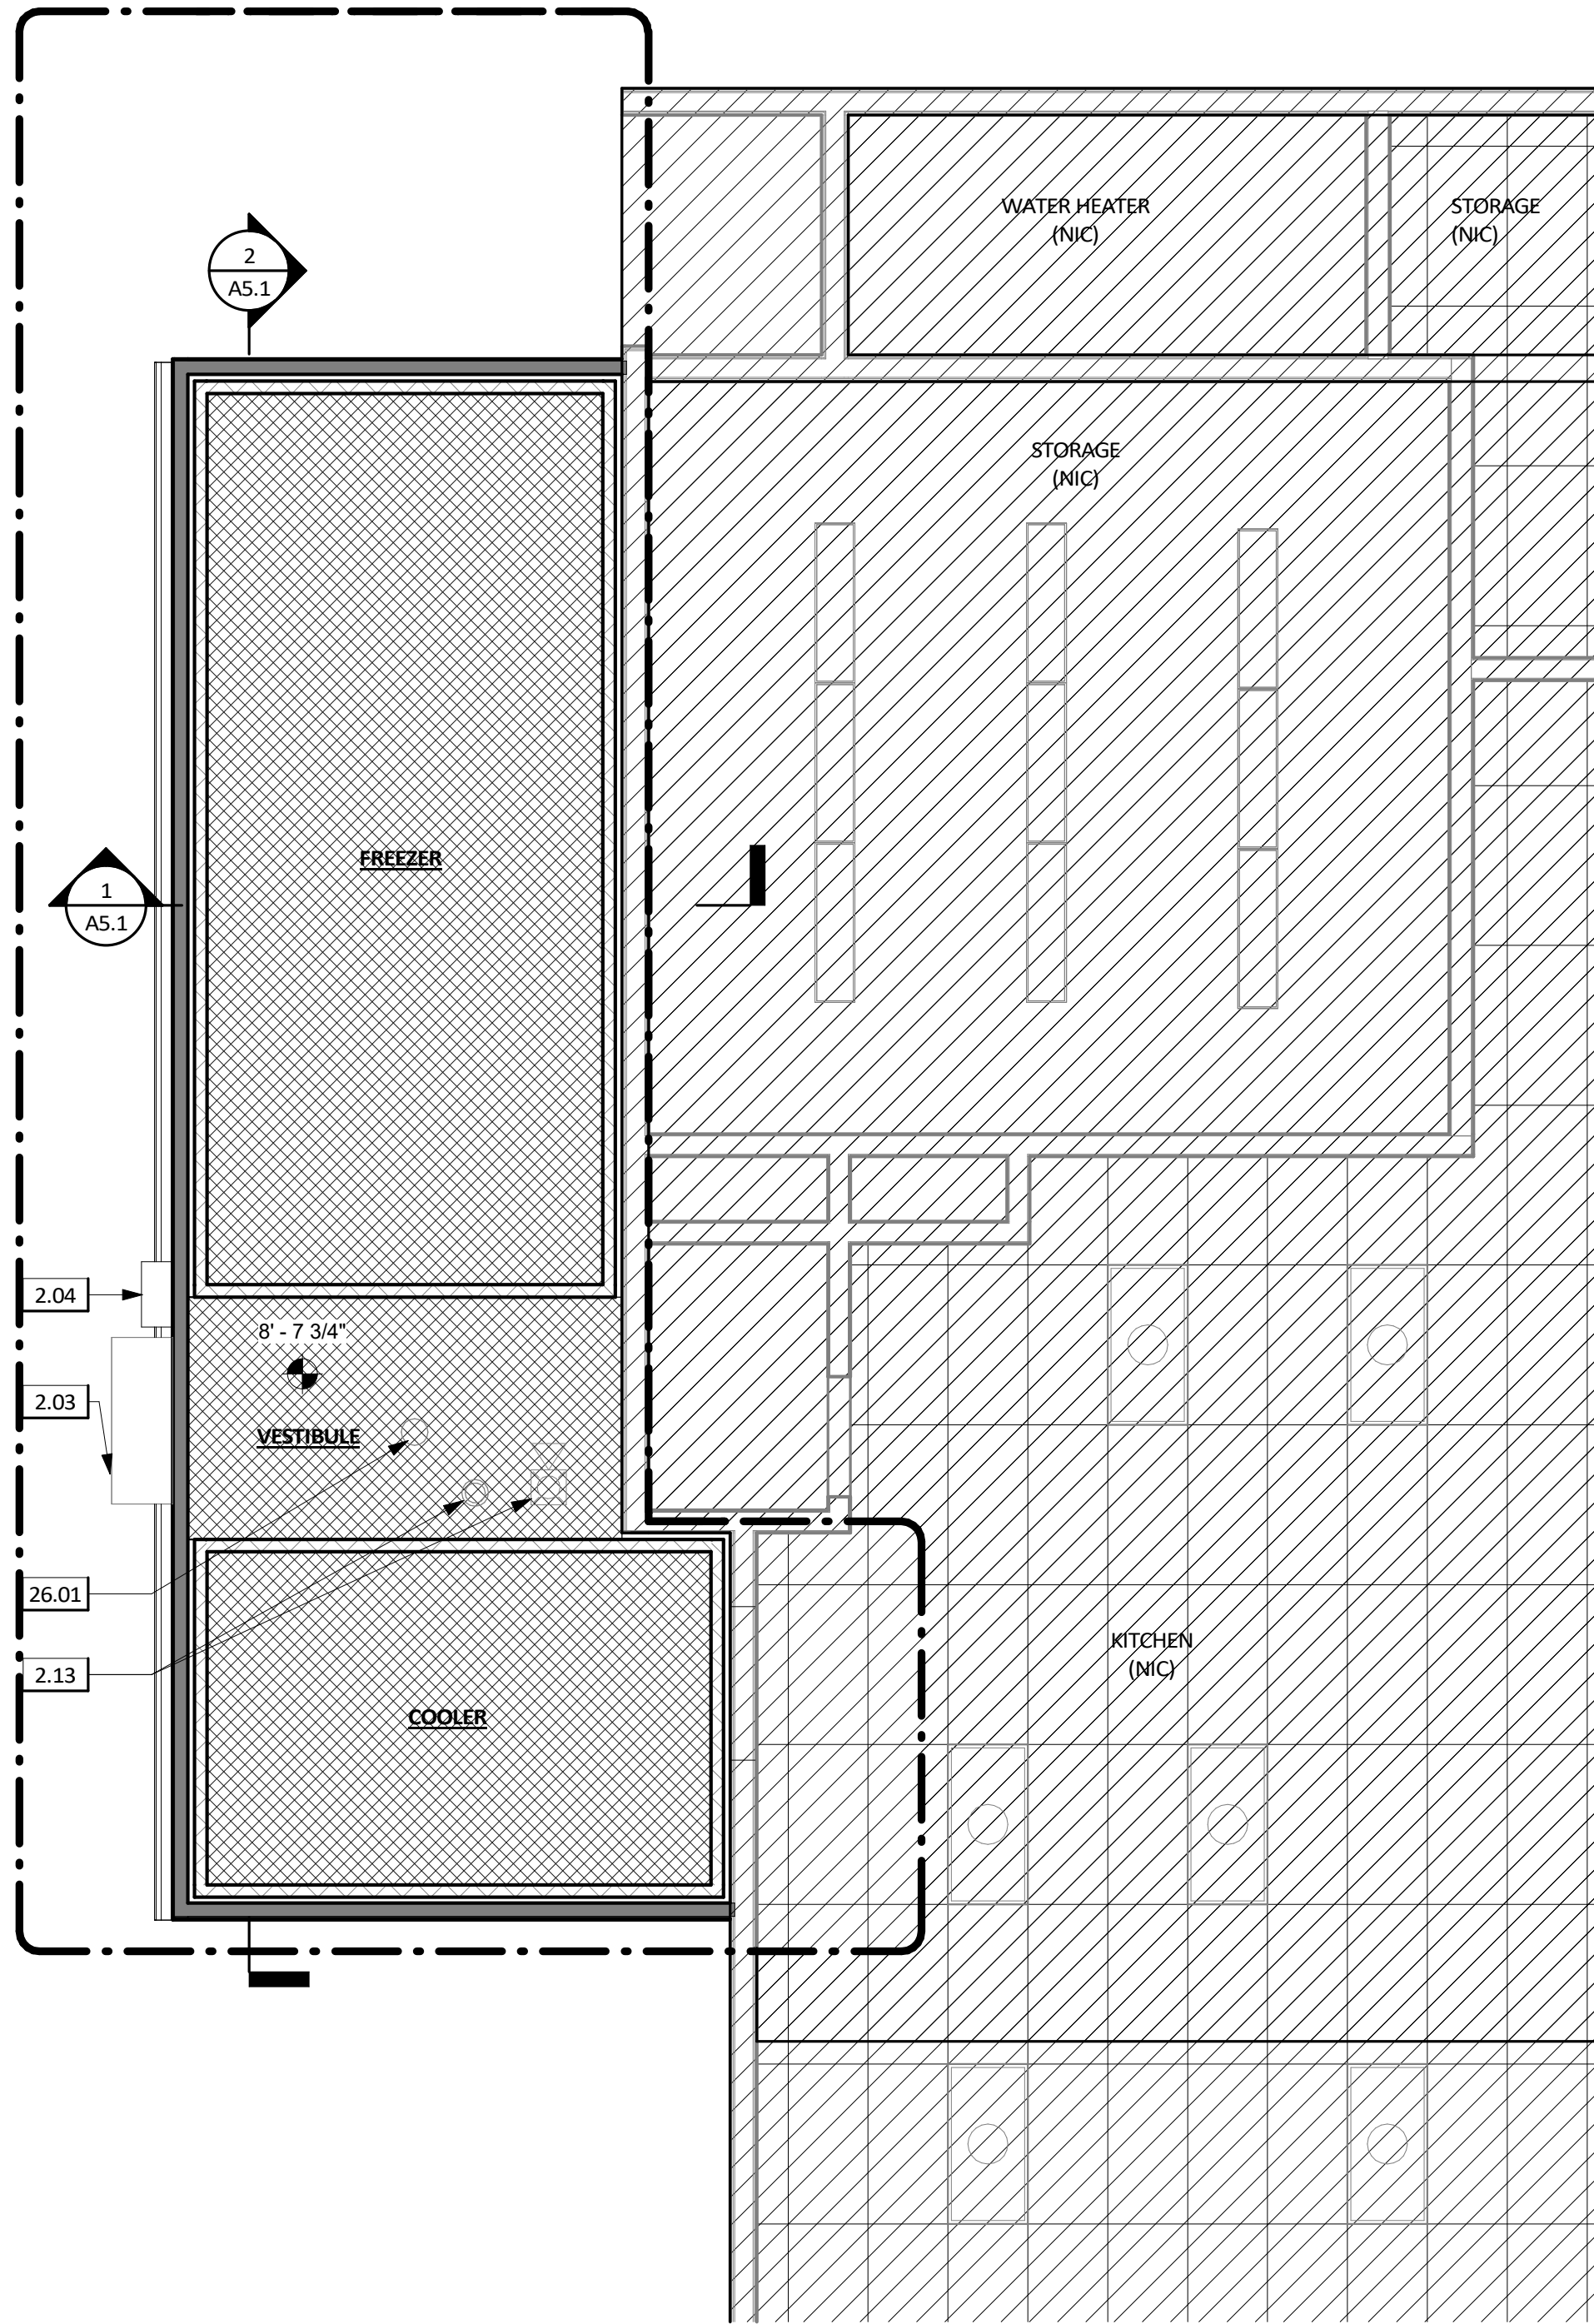 WATER HEATER
(NIC)
STORAGE
(NIC)
2
A5.1
STORAGE
(NIC)
FREEZER
1
A5.1
2.04
8' - 7 3/4"
2.03
VESTIBULE
26.01
KITCHEN
(NIC)
2.13
COOLER